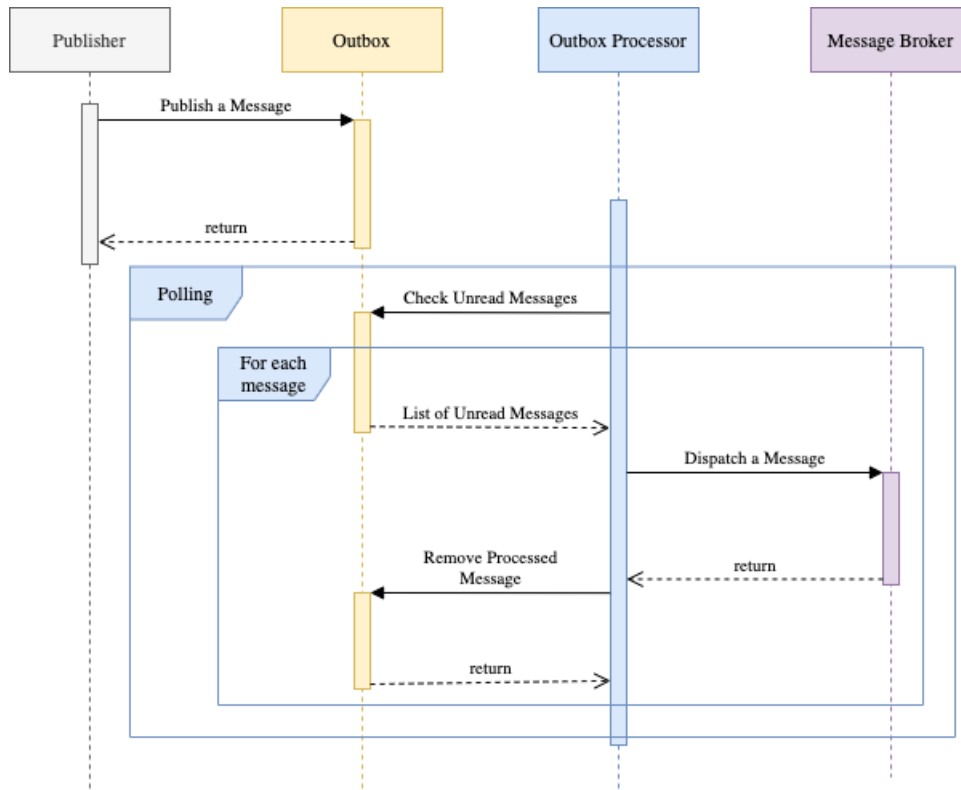 Publisher
Outbox
Outbox Processor
Message Broker
Publish a Message
return
Polling
Check Unread Messages
For each
message
List of Unread Messages
Dispatch a Message
Remove Processed
Message
return
return